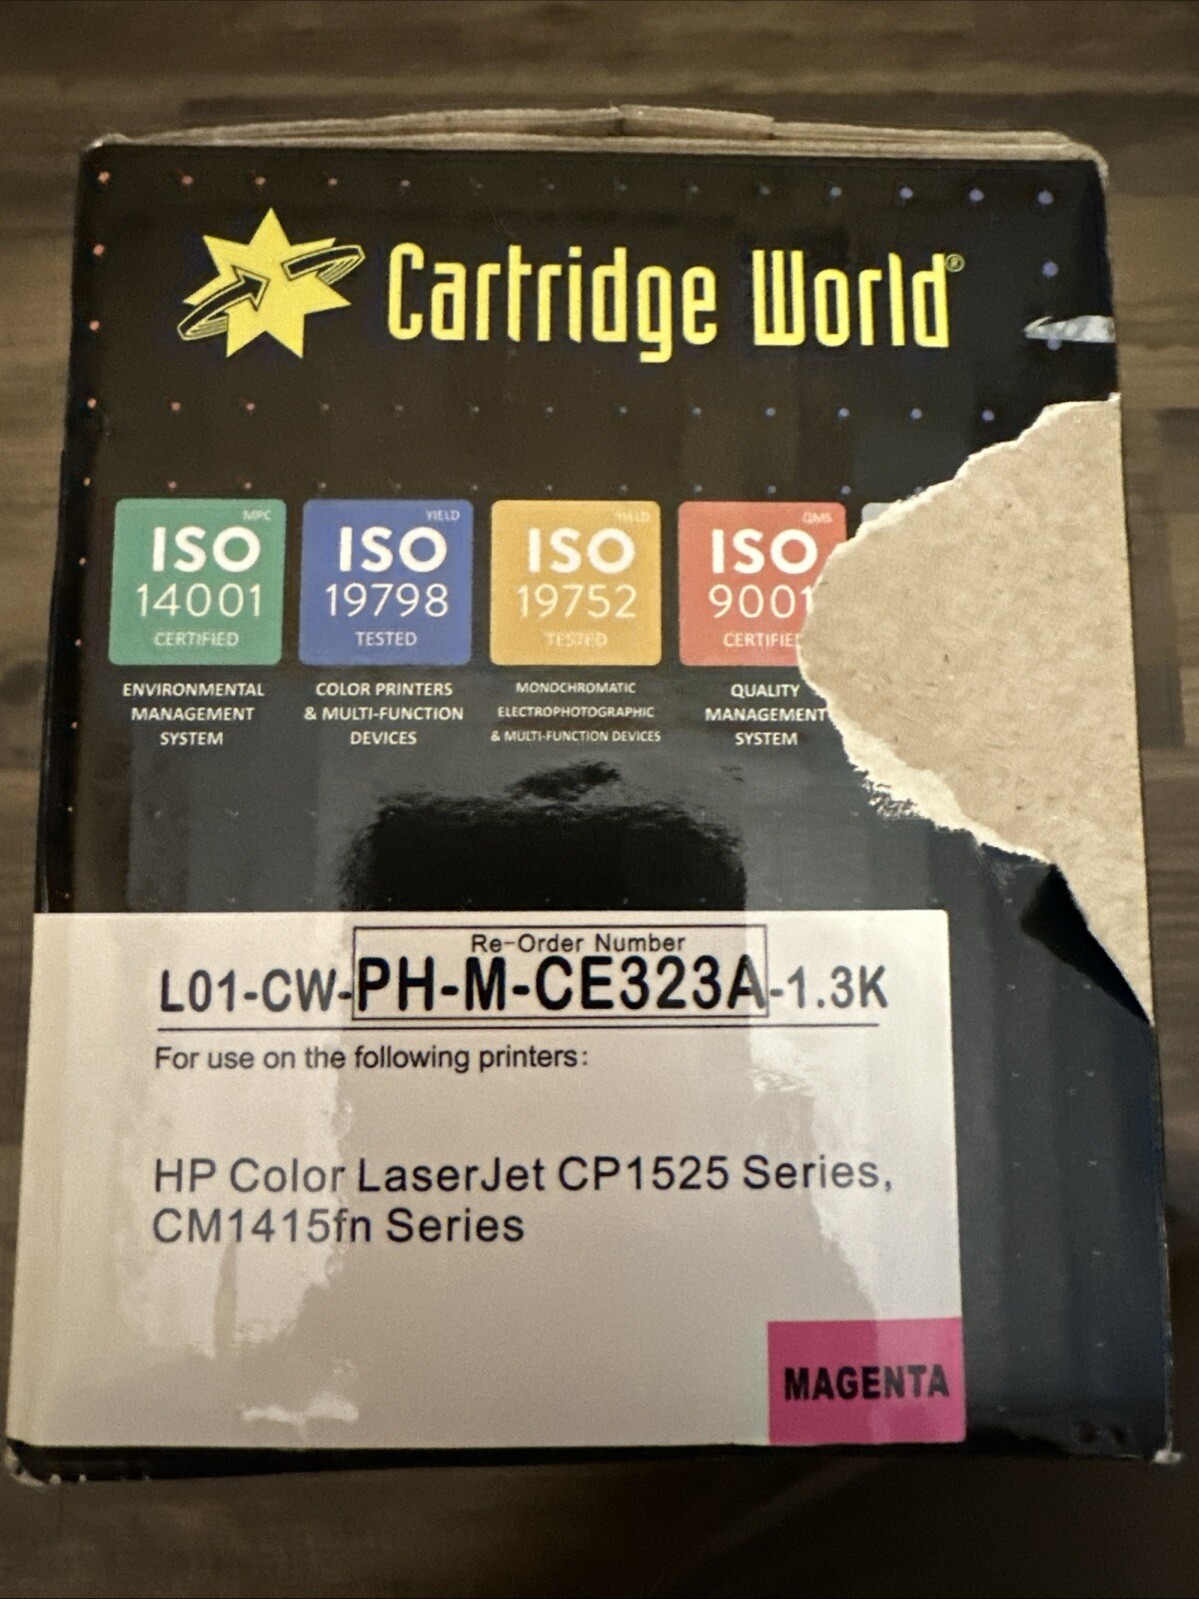 Cartridge World®
MPC
ISO
14001
CERTIFIED
ENVIRONMENTAL
MANAGEMENT
SYSTEM
YIELD
ISO
19798
TESTED
COLOR PRINTERS
& MULTI-FUNCTION
DEVICES
YIELD
ISO
19752
TESTED
MONOCHROMATIC
ELECTROPHOTOGRAPHIC
& MULTI-FUNCTION DEVICES
QMS
ISO
9001
CERTIFIE
QUALITY
MANAGEMENT
SYSTEM
Re-Order Number
L01-CW-PH-M-CE323A-1.3K
For use on the following printers:
HP Color LaserJet CP1525 Series,
CM1415fn Series
MAGENTA